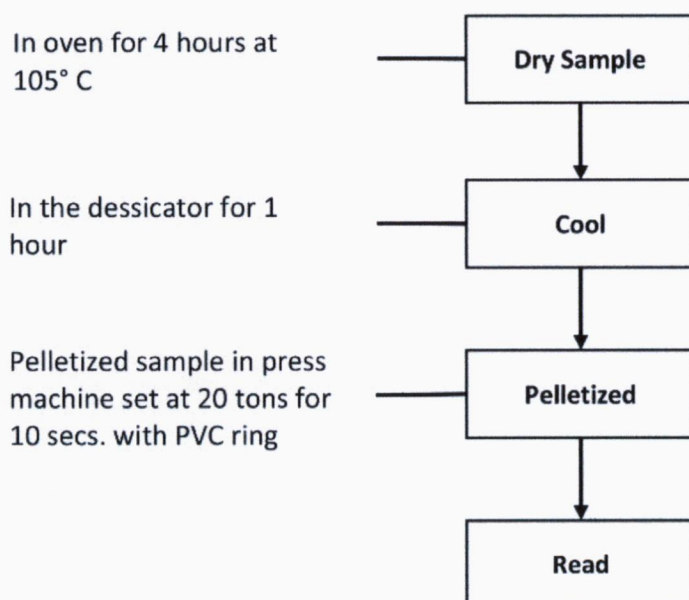 In oven for 4 hours at
105° C
Dry Sample
In the dessicator for 1
hour
Cool
Pelletized sample in press
machine set at 20 tons for
10 secs. with PVC ring
Pelletized
Read